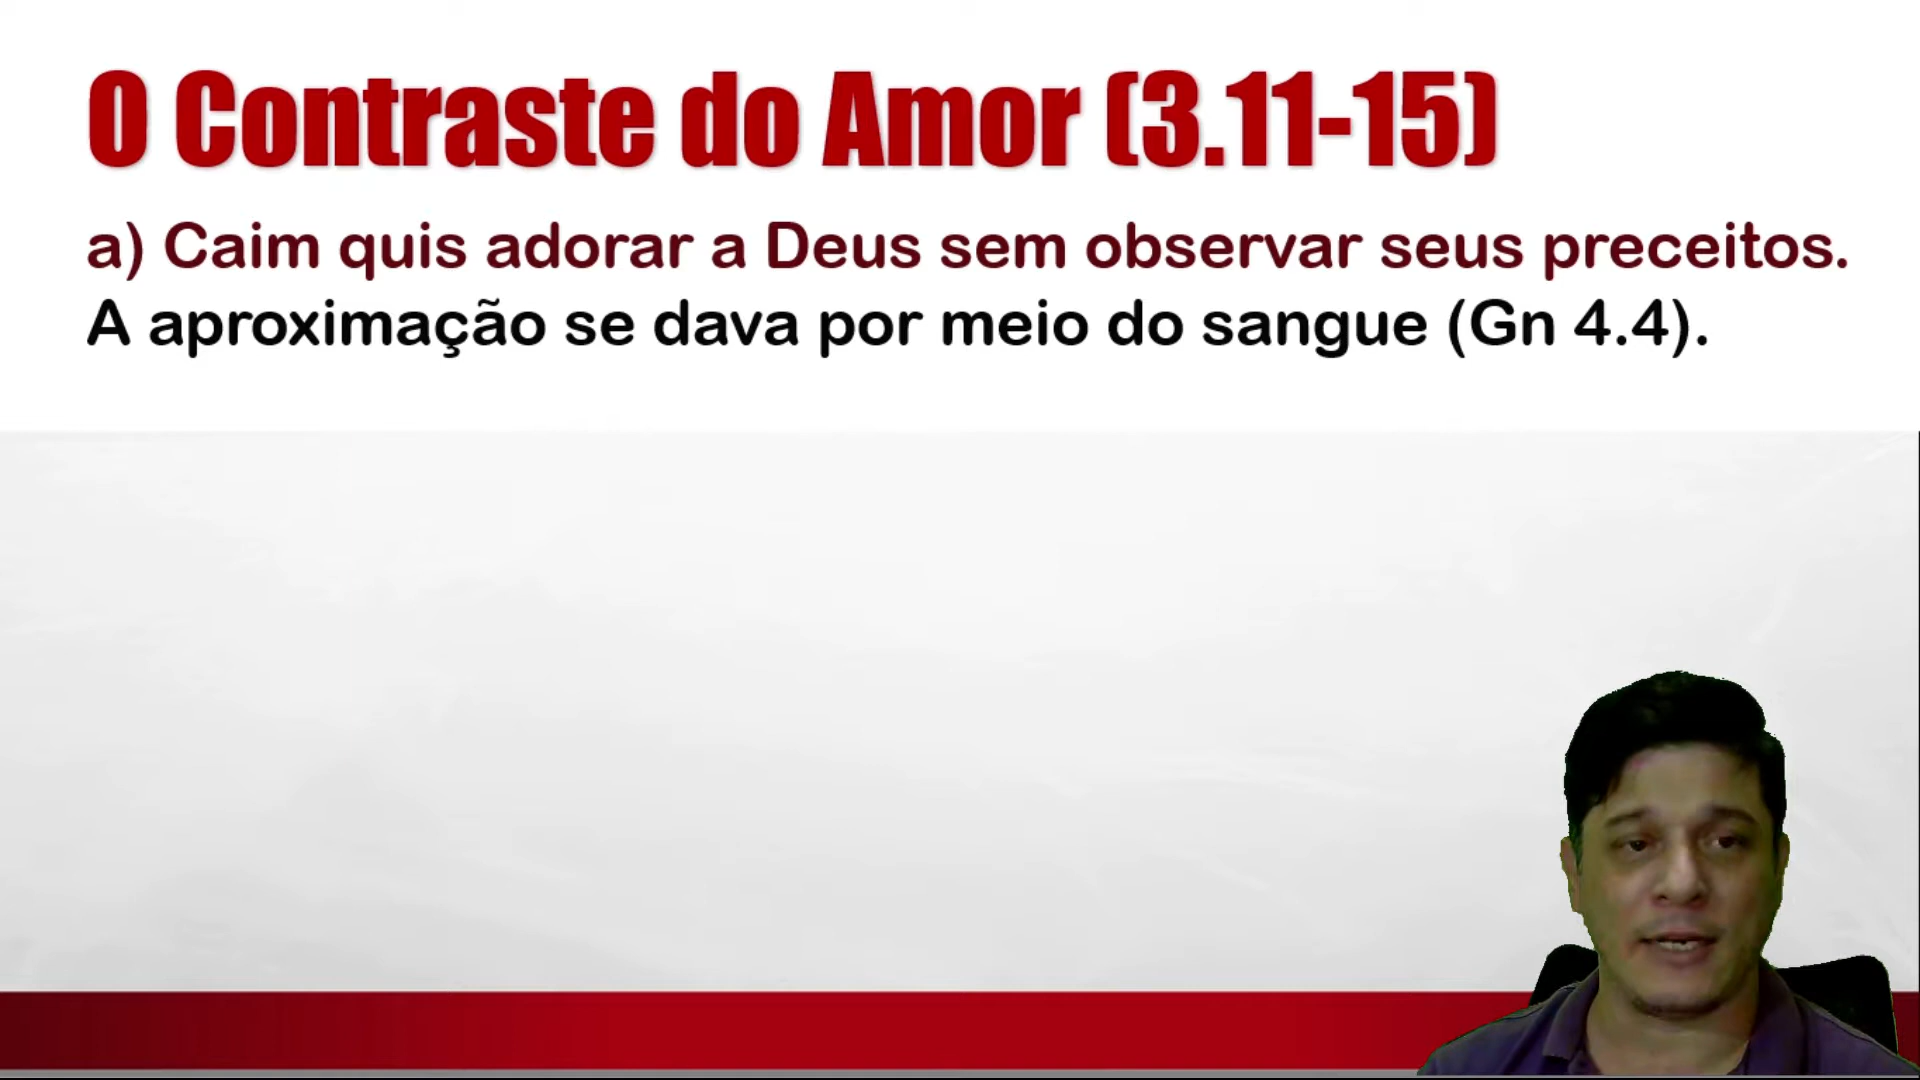 O Contraste do Amor (3.11-15)
a) Caim quis adorar a Deus sem observar seus preceitos.
A aproximação se dava por meio do sangue (Gn 4.4).